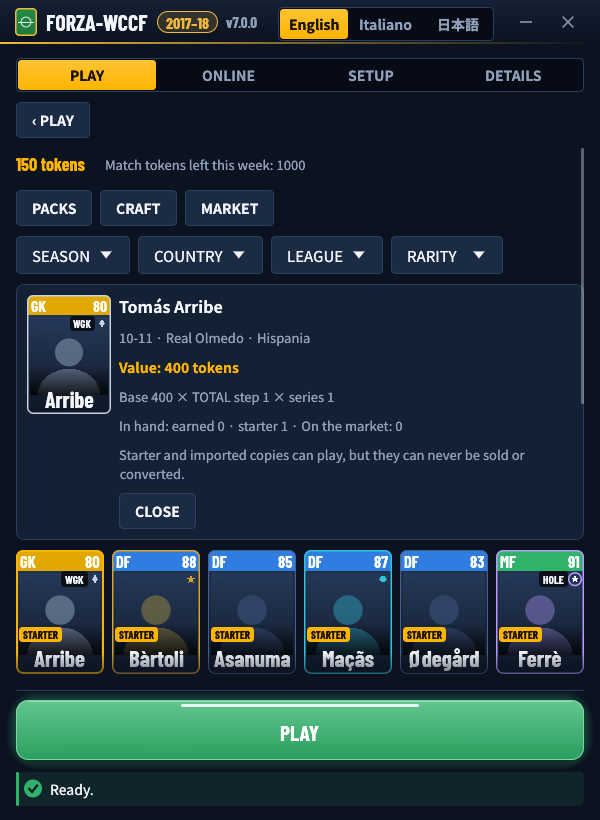 FORZA-WCCF 2017-18 v7.0.0 English Italiano 日本語
PLAY ONLINE SETUP DETAILS
‹ PLAY
150 tokens Match tokens left this week: 1000
PACKS CRAFT MARKET
SEASON COUNTRY LEAGUE RARITY
GK 80
WGK
Arribe
Tomás Arribe
10-11 · Real Olmedo · Hispania
Value: 400 tokens
Base 400 × TOTAL step 1 × series 1
In hand: earned 0 · starter 1 · On the market: 0
Starter and imported copies can play, but they can never be sold or
converted.
CLOSE
GK 80 DF 88 DF 85 DF 87 DF 83 MF 91
WGK HOLE
STARTER STARTER STARTER STARTER STARTER STARTER
Arribe Bàrtoli Asanuma Maçãs Ødegård Ferrè
PLAY
Ready.